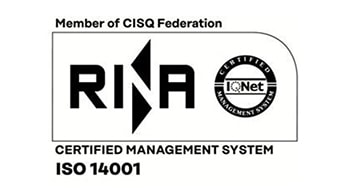 Member of CISQ Federation
RINA
CERTIFIED
IQNet
MANAGEMENT SYSTEM
CERTIFIED MANAGEMENT SYSTEM
ISO 14001